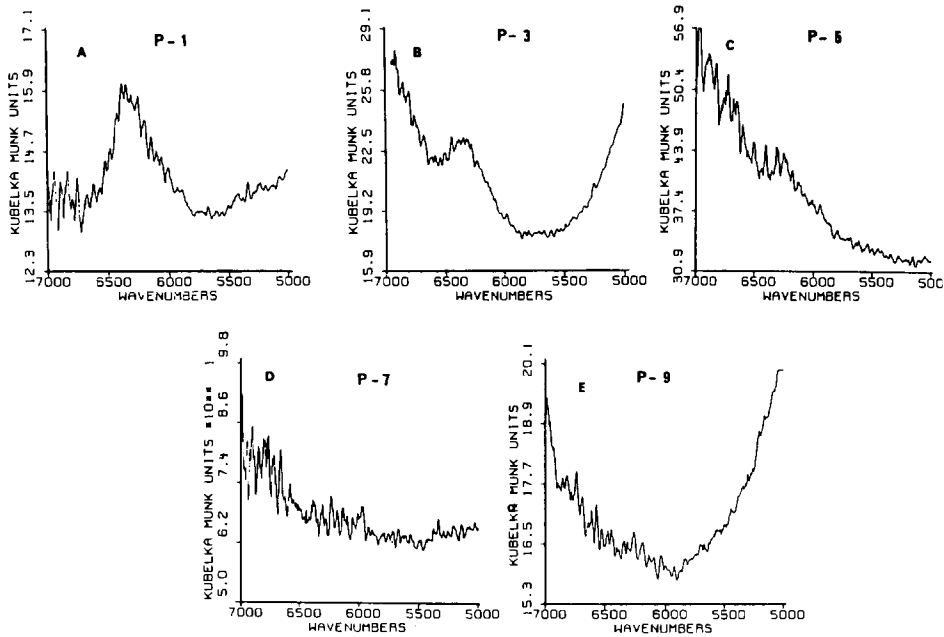 A
P-1
KUBELKA MUNK UNITS
17.1
15.9
14.7
13.5
12.3
7000 6500 6000 5500 5000
WAVENUMBERS
B
P-3
KUBELKA MUNK UNITS
29.1
25.8
22.5
19.2
15.9
7000 6500 6000 5500 5000
WAVENUMBERS
C
P-5
KUBELKA MUNK UNITS
56.9
50.4
43.9
37.4
30.9
7000 6500 6000 5500 500
WAVENUMBERS
D
P-7
KUBELKA MUNK UNITS *10** 1
9.8
8.6
7.4
6.2
5.0
7000 6500 6000 5500 5000
WAVENUMBERS
E
P-9
KUBELKA MUNK UNITS
20.1
18.9
17.7
16.5
15.3
7000 6500 6000 5500 5000
WAVENUMBERS